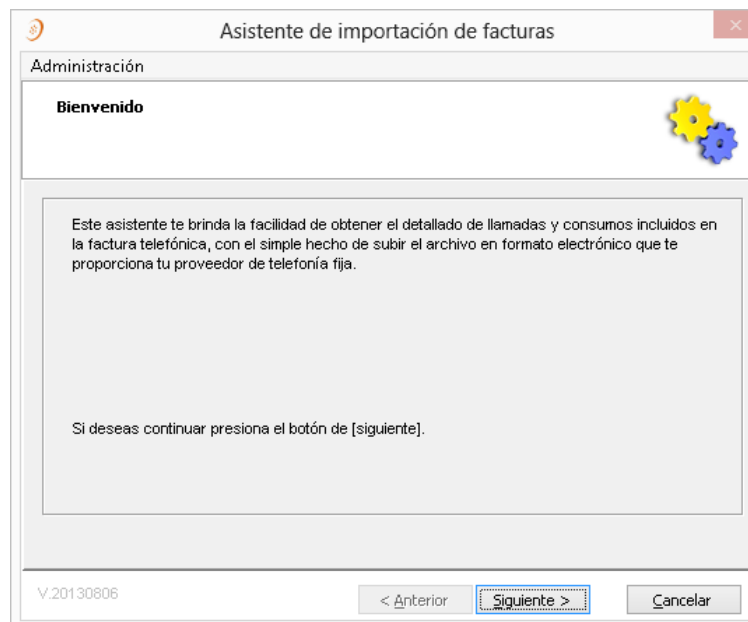 Asistente de importación de facturas
Administración
Bienvenido
Este asistente te brinda la facilidad de obtener el detallado de llamadas y consumos incluidos en
la factura telefónica, con el simple hecho de subir el archivo en formato electrónico que te
proporciona tu proveedor de telefonía fija.
Si deseas continuar presiona el botón de [siguiente].
V.20130806
< Anterior
Siguiente >
Cancelar